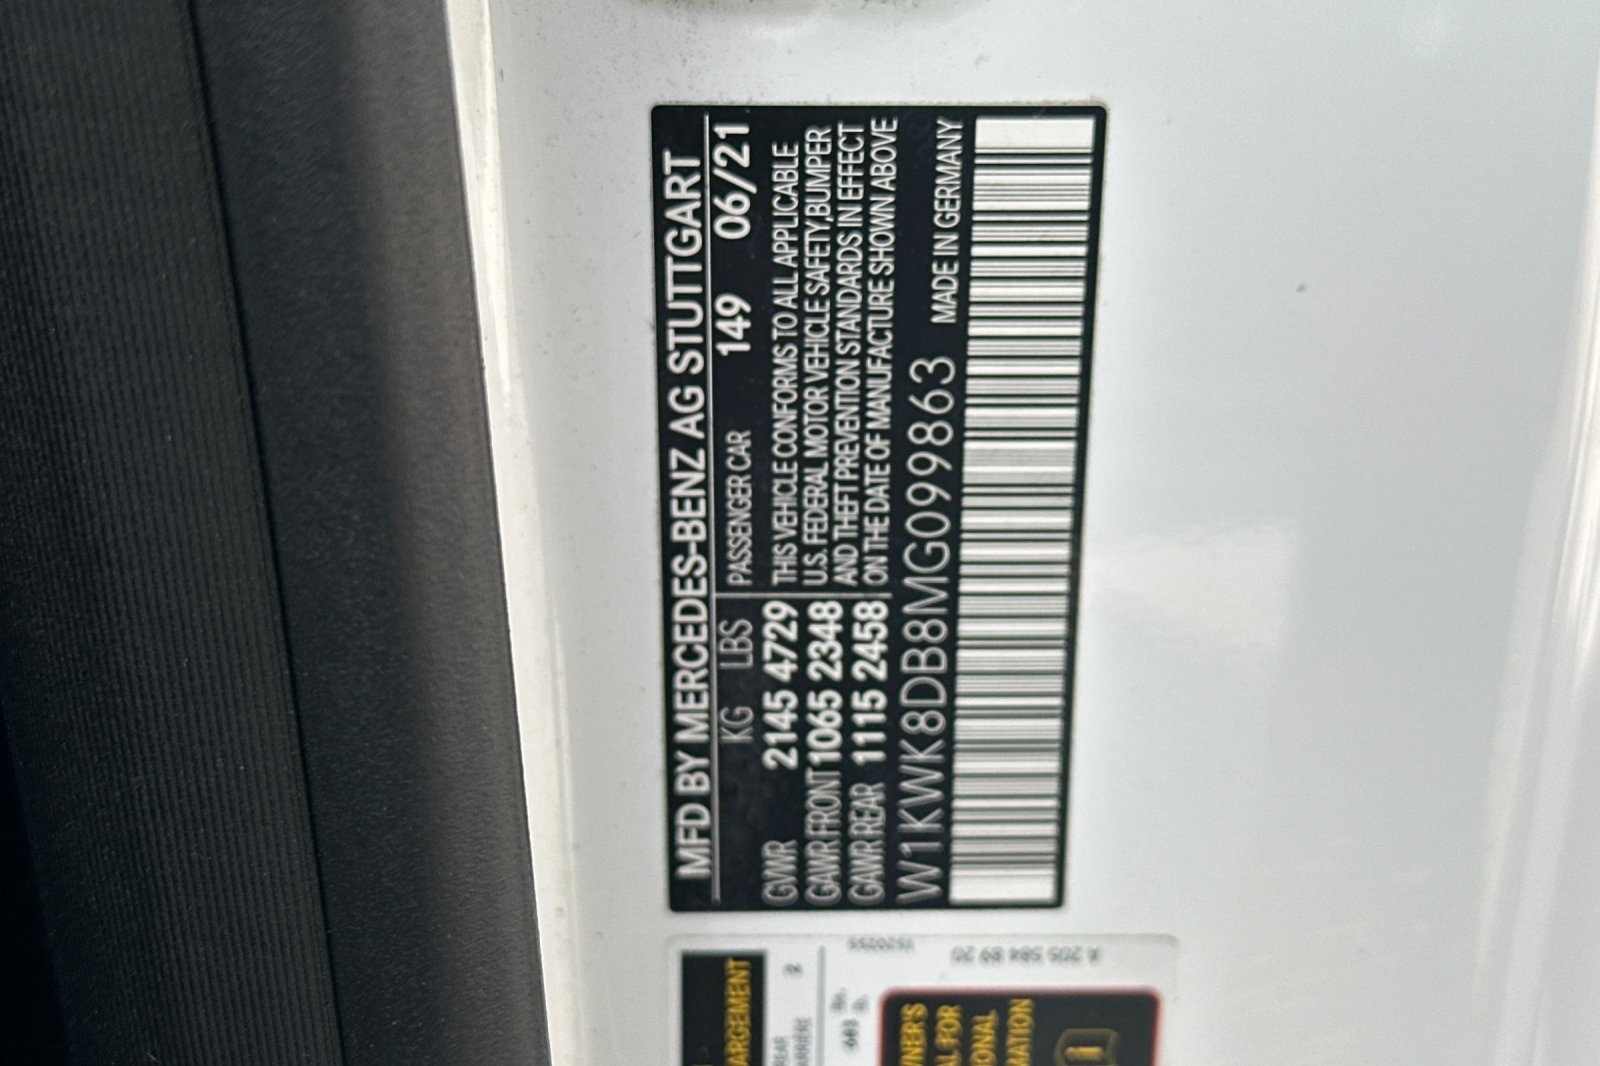 MFD BY MERCEDES-BENZ AG STUTTGART
KG LBS
PASSENGER CAR 149 06/21
GVWR 2145 4729
GAWR FRONT 1065 2348
GAWR REAR 1115 2458
THIS VEHICLE CONFORMS TO ALL APPLICABLE
U.S. FEDERAL MOTOR VEHICLE SAFETY,BUMPER
AND THEFT PREVENTION STANDARDS IN EFFECT
ON THE DATE OF MANUFACTURE SHOWN ABOVE
W1KWK8DB8MG099863 MADE IN GERMANY
A 205 584 89 20